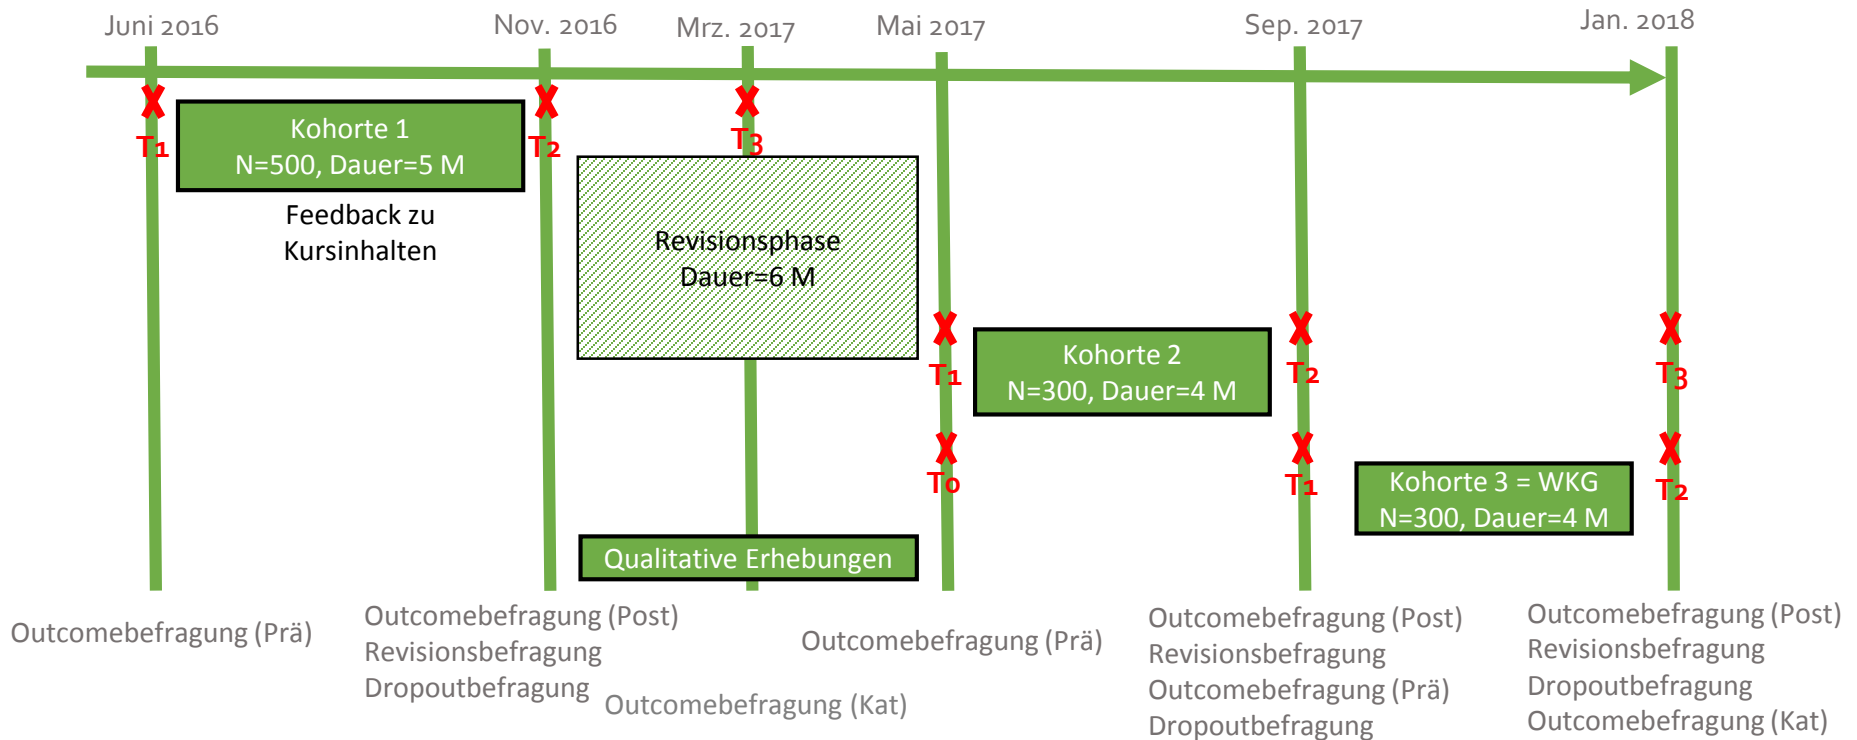 Juni 2016
Nov. 2016
Mrz. 2017
Mai 2017
Sep. 2017
Jan. 2018
T1
Kohorte 1
N=500, Dauer=5 M
T2
T3
Feedback zu
Kursinhalten
Revisionsphase
Dauer=6 M
T1
Kohorte 2
N=300, Dauer=4 M
T2
T3
T0
T1
Kohorte 3 = WKG
N=300, Dauer=4 M
T2
Qualitative Erhebungen
Outcomebefragung (Prä)
Outcomebefragung (Post)
Revisionsbefragung
Dropoutbefragung
Outcomebefragung (Kat)
Outcomebefragung (Prä)
Outcomebefragung (Post)
Revisionsbefragung
Outcomebefragung (Prä)
Dropoutbefragung
Outcomebefragung (Post)
Revisionsbefragung
Dropoutbefragung
Outcomebefragung (Kat)